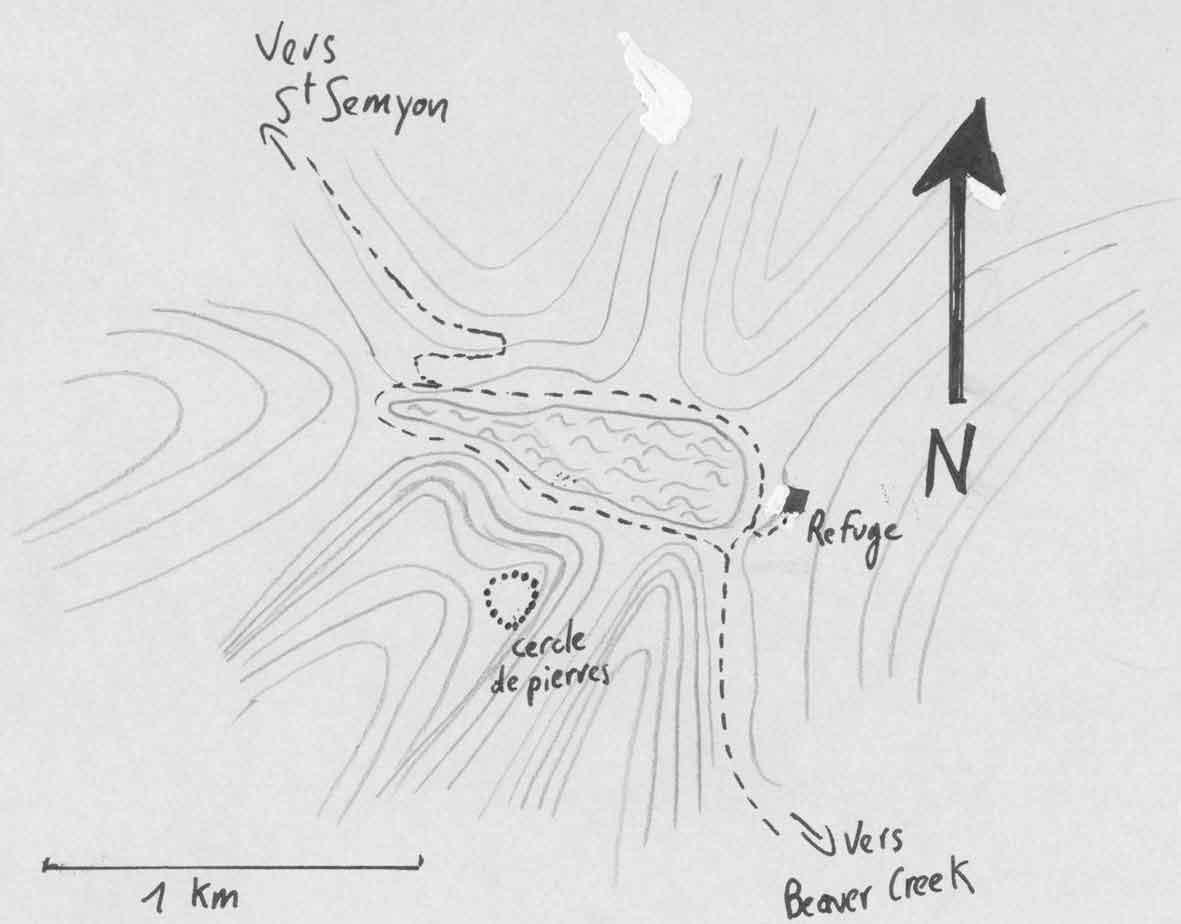 Vers
St Semyon
N
Refuge
cercle
de pierres
1 Km
Vers
Beaver Creek